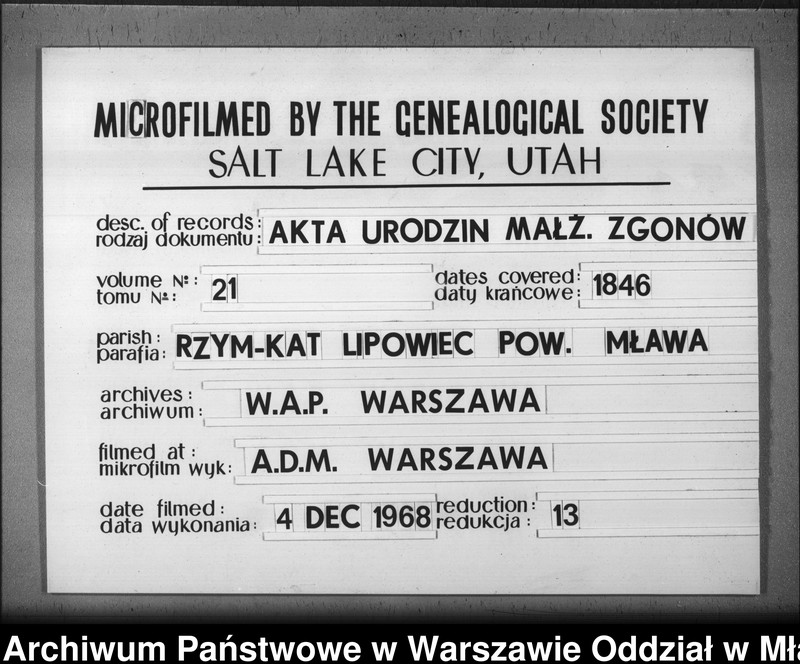 MICROFILMED BY THE GENEALOGICAL SOCIETY
SALT LAKE CITY, UTAH
desc. of records:
rodzaj dokumentu: AKTA URODZIN MAŁŻ. ZGONÓW
volume №: dates covered:
tomu №: 21 daty krańcowe: 1846
parish:
parafia: RZYM-KAT LIPOWIEC POW. MŁAWA
archives:
archiwum: W.A.P. WARSZAWA
filmed at:
mikrofilm wyk: A.D.M. WARSZAWA
date filmed: reduction:
data wykonania: 4 DEC 1968 redukcja: 13
Archiwum Państwowe w Warszawie Oddział w Mła